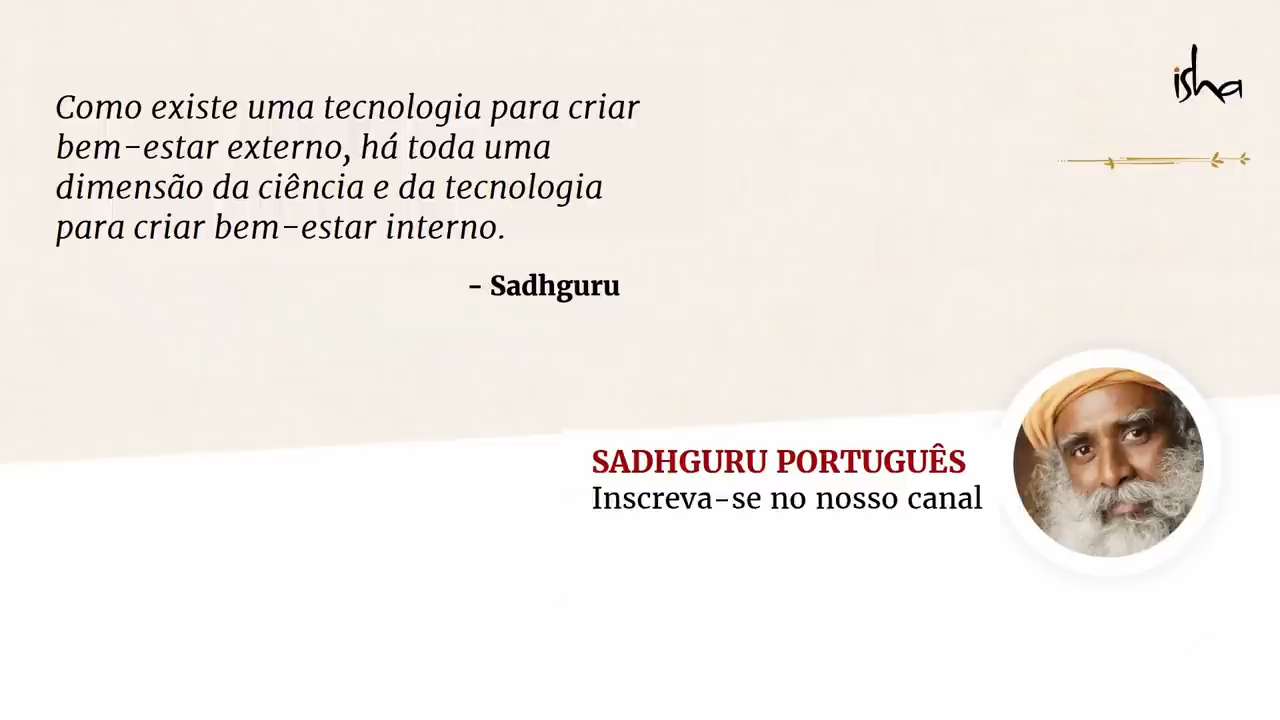 isha
Como existe uma tecnologia para criar
bem-estar externo, há toda uma
dimensão da ciência e da tecnologia
para criar bem-estar interno.
- Sadhguru
SADHGURU PORTUGUÊS
Inscreva-se no nosso canal